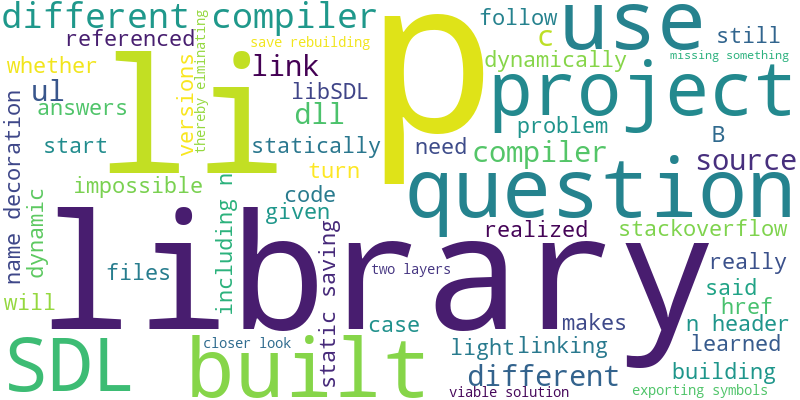 different
compiler
referenced
thereby elminating
save rebuilding
follow
use
still
whether
versions
li
p
link
c
dynamically
missing something
ul
libSDL
project
answers
dll
problem
B
start
statically
need
compiler
source
impossible
turn
question
name decoration
dynamic
including n
code
given
realized
stackoverflow
library
files
two layers
really
will
static saving
said
href
SDL
built
closer look
case
makes
n header
light
linking
learned
different
building
viable solution
exporting symbols